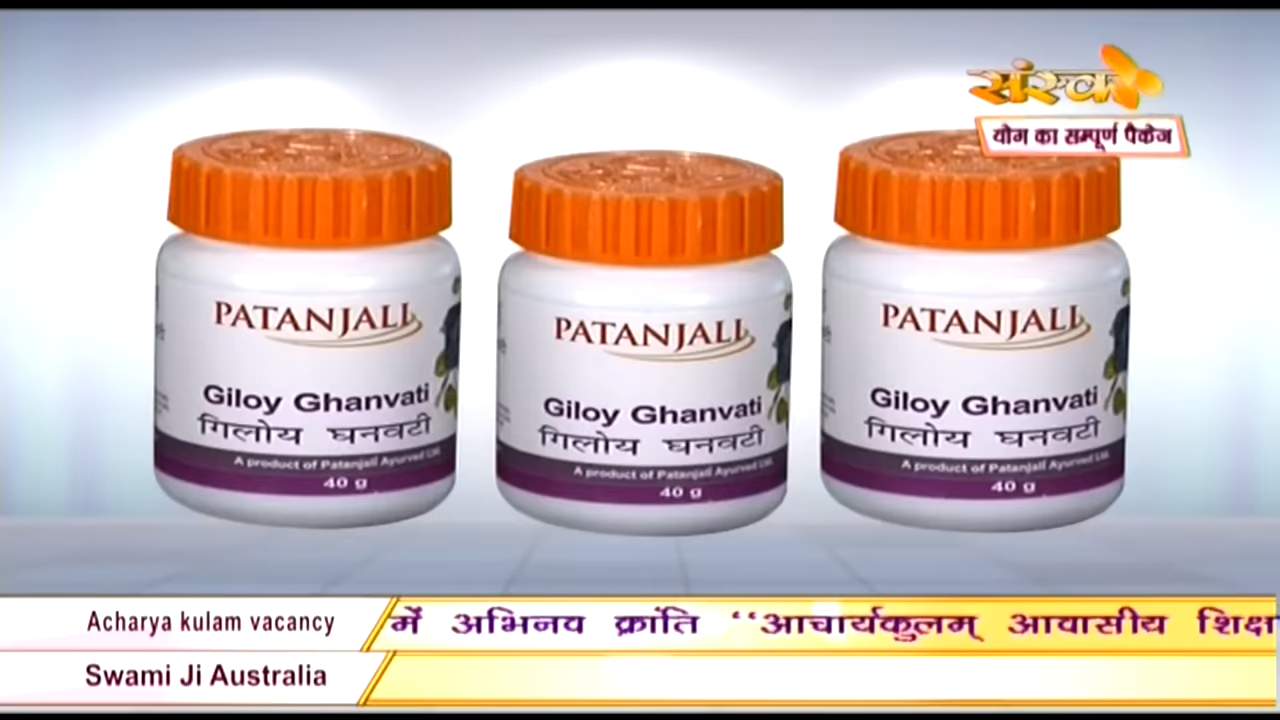 संस्का
योग का सम्पूर्ण पैकेज
PATANJALI
Giloy Ghanvati
गिलोय घनवटी
A product of Patanjali Ayurved Ltd.
40 g
PATANJALI
Giloy Ghanvati
गिलोय घनवटी
A product of Patanjali Ayurved Ltd.
40 g
PATANJALI
Giloy Ghanvati
गिलोय घनवटी
A product of Patanjali Ayurved Ltd.
40 g
Acharya kulam vacancy
में अभिनव क्रांति ‘‘आचार्यकुलम् आवासीय शिक्ष
Swami Ji Australia